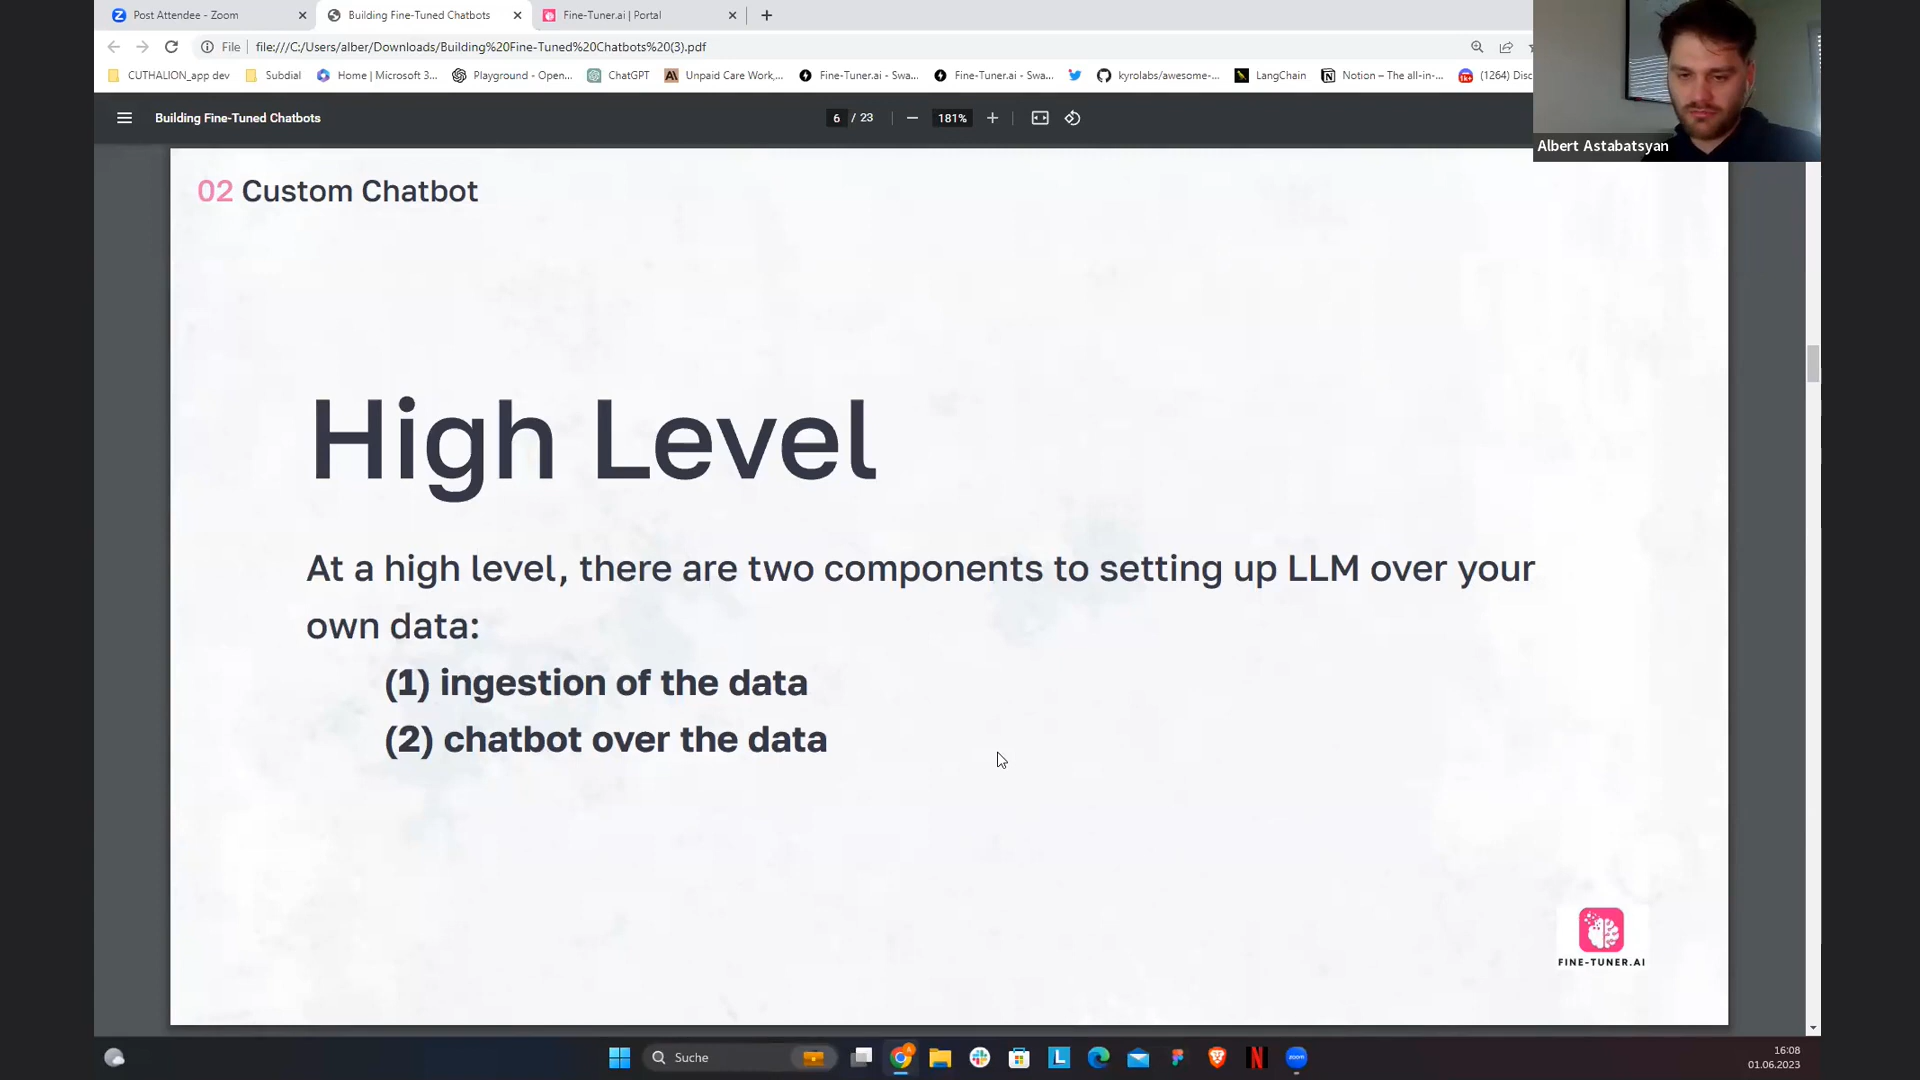 Post Attendee - Zoom
Building Fine-Tuned Chatbots
Fine-Tuner.ai | Portal
File
file:///C:/Users/alber/Downloads/Building%20Fine-Tuned%20Chatbots%20(3).pdf
CUTHALION_app dev
Subdial
Home | Microsoft 3...
Playground - Open...
ChatGPT
Unpaid Care Work,...
Fine-Tuner.ai - Swa...
Fine-Tuner.ai - Swa...
kyrolabs/awesome-...
LangChain
Notion – The all-in-...
(1264) Disc
Building Fine-Tuned Chatbots
6 / 23
181%
Albert Astabatsyan
02 Custom Chatbot
High Level
At a high level, there are two components to setting up LLM over your
own data:
(1) ingestion of the data
(2) chatbot over the data
FINE-TUNER.AI
Suche
zoom
16:08
01.06.2023